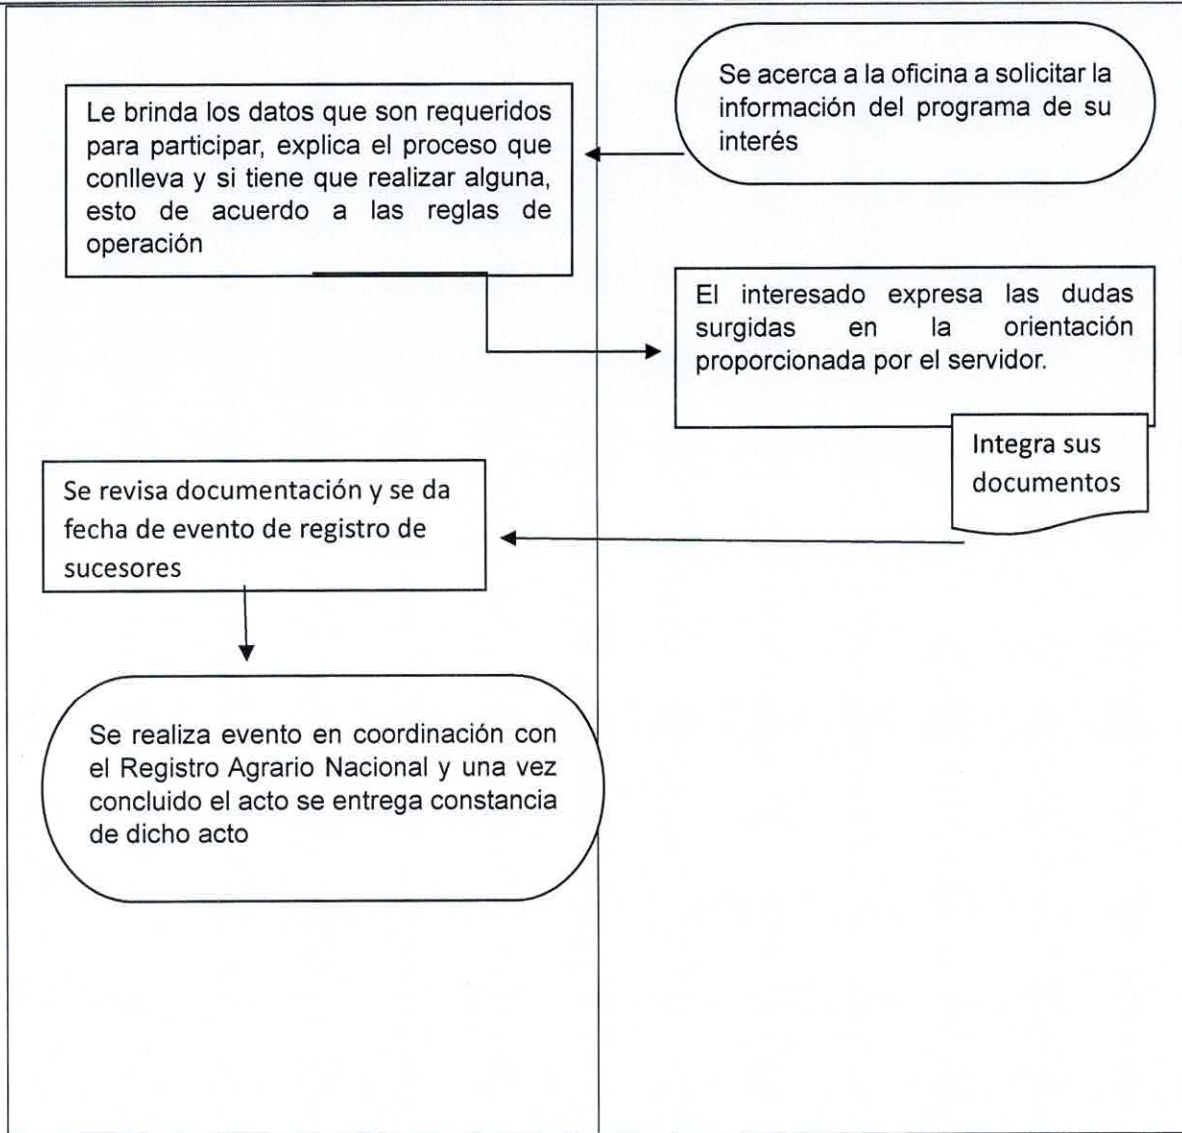 Se acerca a la oficina a solicitar la
información del programa de su
interés
Le brinda los datos que son requeridos
para participar, explica el proceso que
conlleva y si tiene que realizar alguna,
esto de acuerdo a las reglas de
operación
El interesado expresa las dudas
surgidas en la orientación
proporcionada por el servidor.
Integra sus
documentos
Se revisa documentación y se da
fecha de evento de registro de
sucesores
Se realiza evento en coordinación con
el Registro Agrario Nacional y una vez
concluido el acto se entrega constancia
de dicho acto